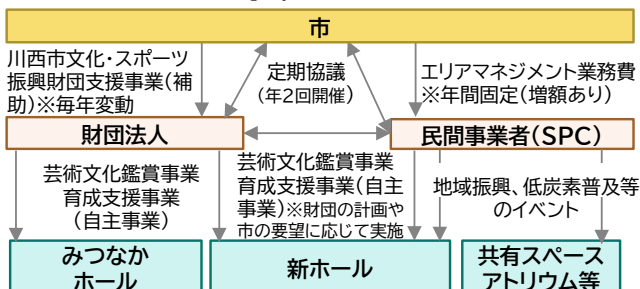 市
川西市文化・スポーツ
振興財団支援事業(補
助)※毎年変動
定期協議
(年2回開催)
エリアマネジメント業務費
※年間固定(増額あり)
財団法人
民間事業者(SPC)
芸術文化鑑賞事業
育成支援事業
(自主事業)
芸術文化鑑賞事業
育成支援事業(自主
事業)※財団の計画や
市の要望に応じて実施
地域振興、低炭素普及等
のイベント
みつなか
ホール
新ホール
共有スペース
アトリウム等